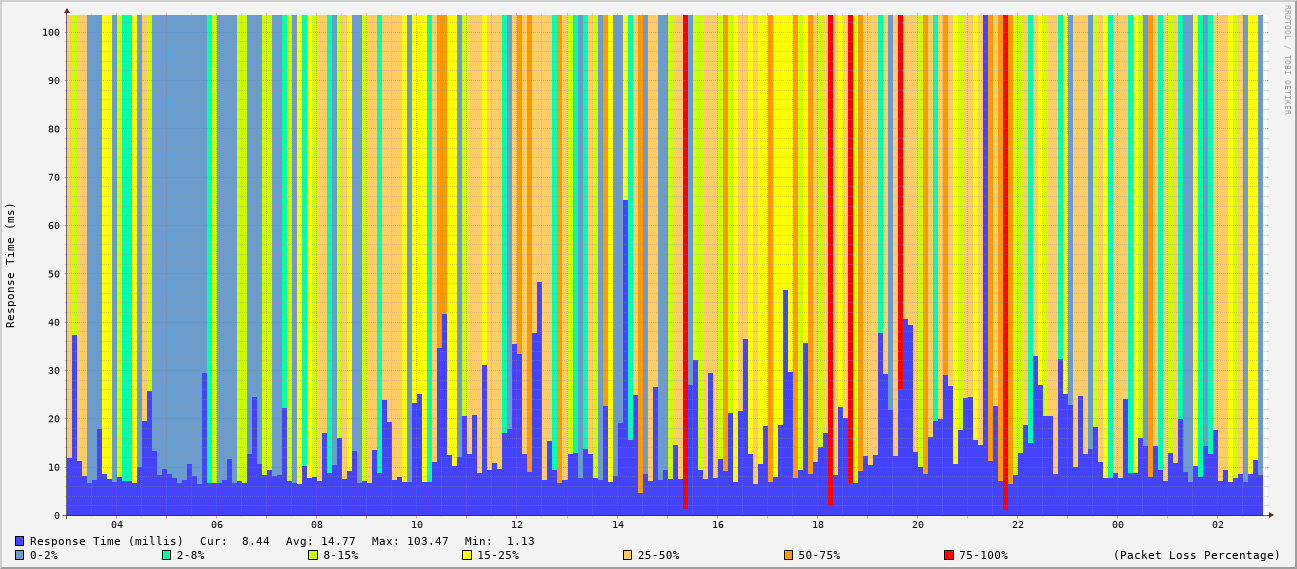 RRDTOOL / TOBI OETIKER
Response Time (ms)
100
90
80
70
60
50
40
30
20
10
0
04 06 08 10 12 14 16 18 20 22 00 02
Response Time (millis) Cur: 8.44 Avg: 14.77 Max: 103.47 Min: 1.13
0-2% 2-8% 8-15% 15-25% 25-50% 50-75% 75-100% (Packet Loss Percentage)